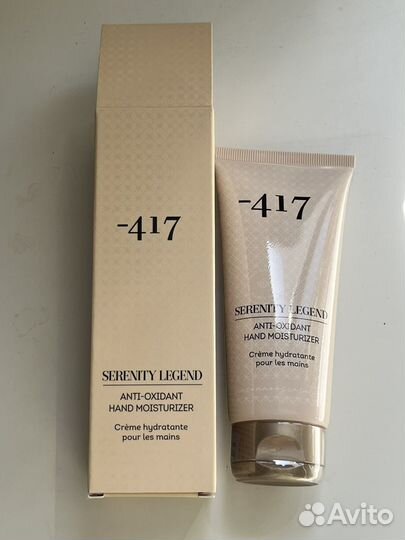 -417
SERENITY LEGEND
ANTI-OXIDANT
HAND MOISTURIZER
Crème hydratante
pour les mains
-417
SERENITY LEGEND
ANTI-OXIDANT
HAND MOISTURIZER
Crème hydratante
pour les mains
Avito